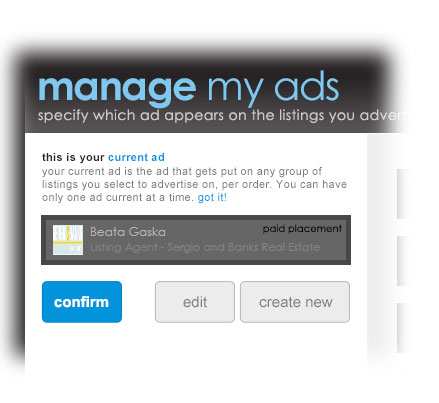 manage my ads
specify which ad appears on the listings you adver
this is your current ad
your current ad is the ad that gets put on any group of
listings you select to advertise on, per order. You can have
only one ad current at a time. got it!
Beata Gaska
paid placement
Listing Agent - Sergio and Banks Real Estate
confirm
edit
create new